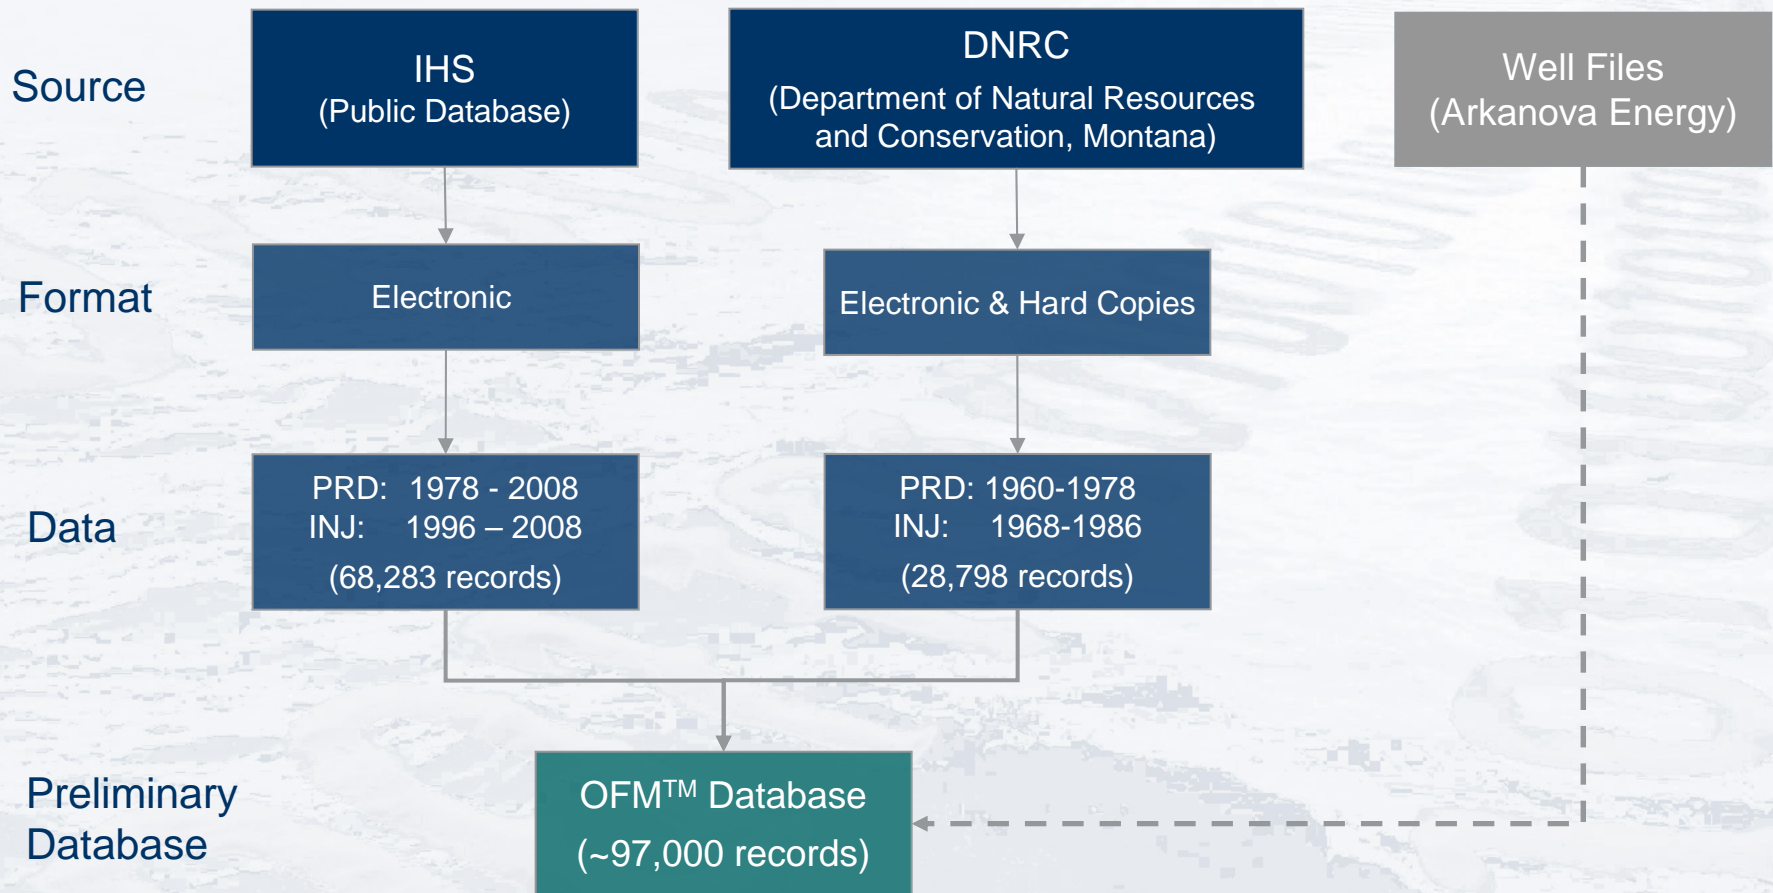 Source
IHS
(Public Database)
DNRC
(Department of Natural Resources
and Conservation, Montana)
Well Files
(Arkanova Energy)
Format
Electronic
Electronic & Hard Copies
Data
PRD: 1978 - 2008
INJ: 1996 – 2008
(68,283 records)
PRD: 1960-1978
INJ: 1968-1986
(28,798 records)
Preliminary
Database
OFM™ Database
(~97,000 records)